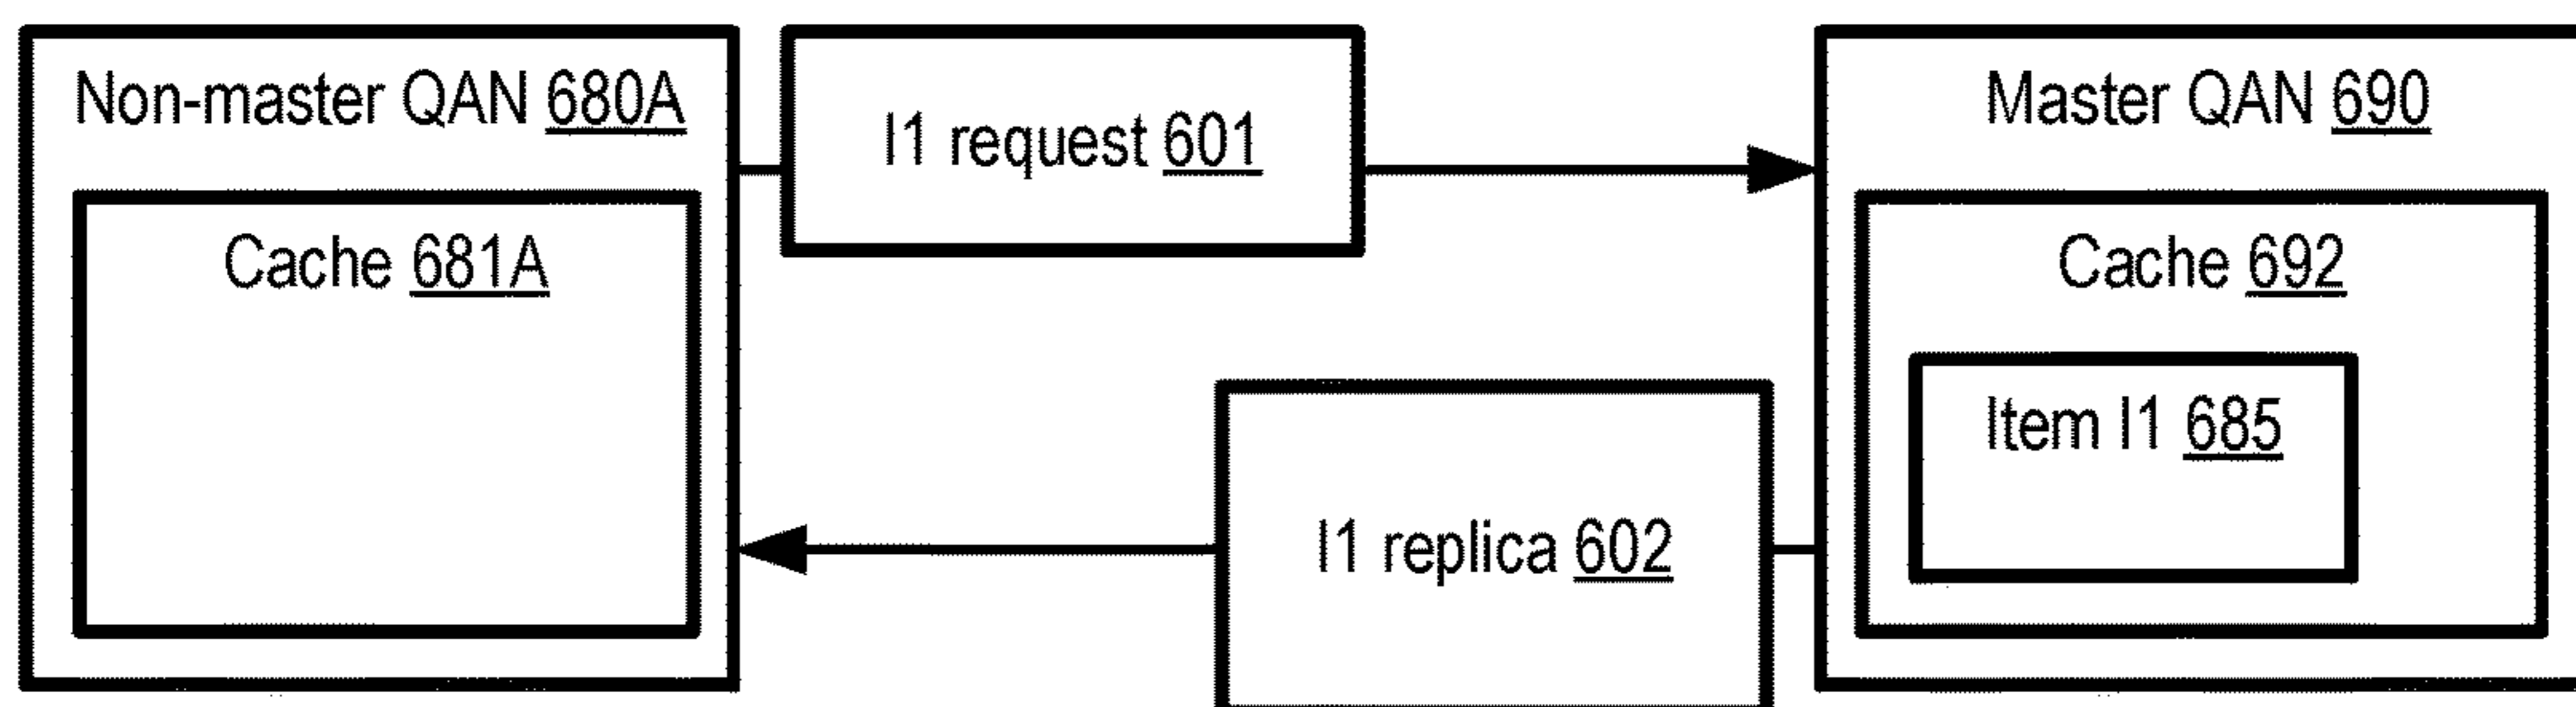 Non-master QAN 680A
Cache 681A
I1 request 601
I1 replica 602
Master QAN 690
Cache 692
Item I1 685